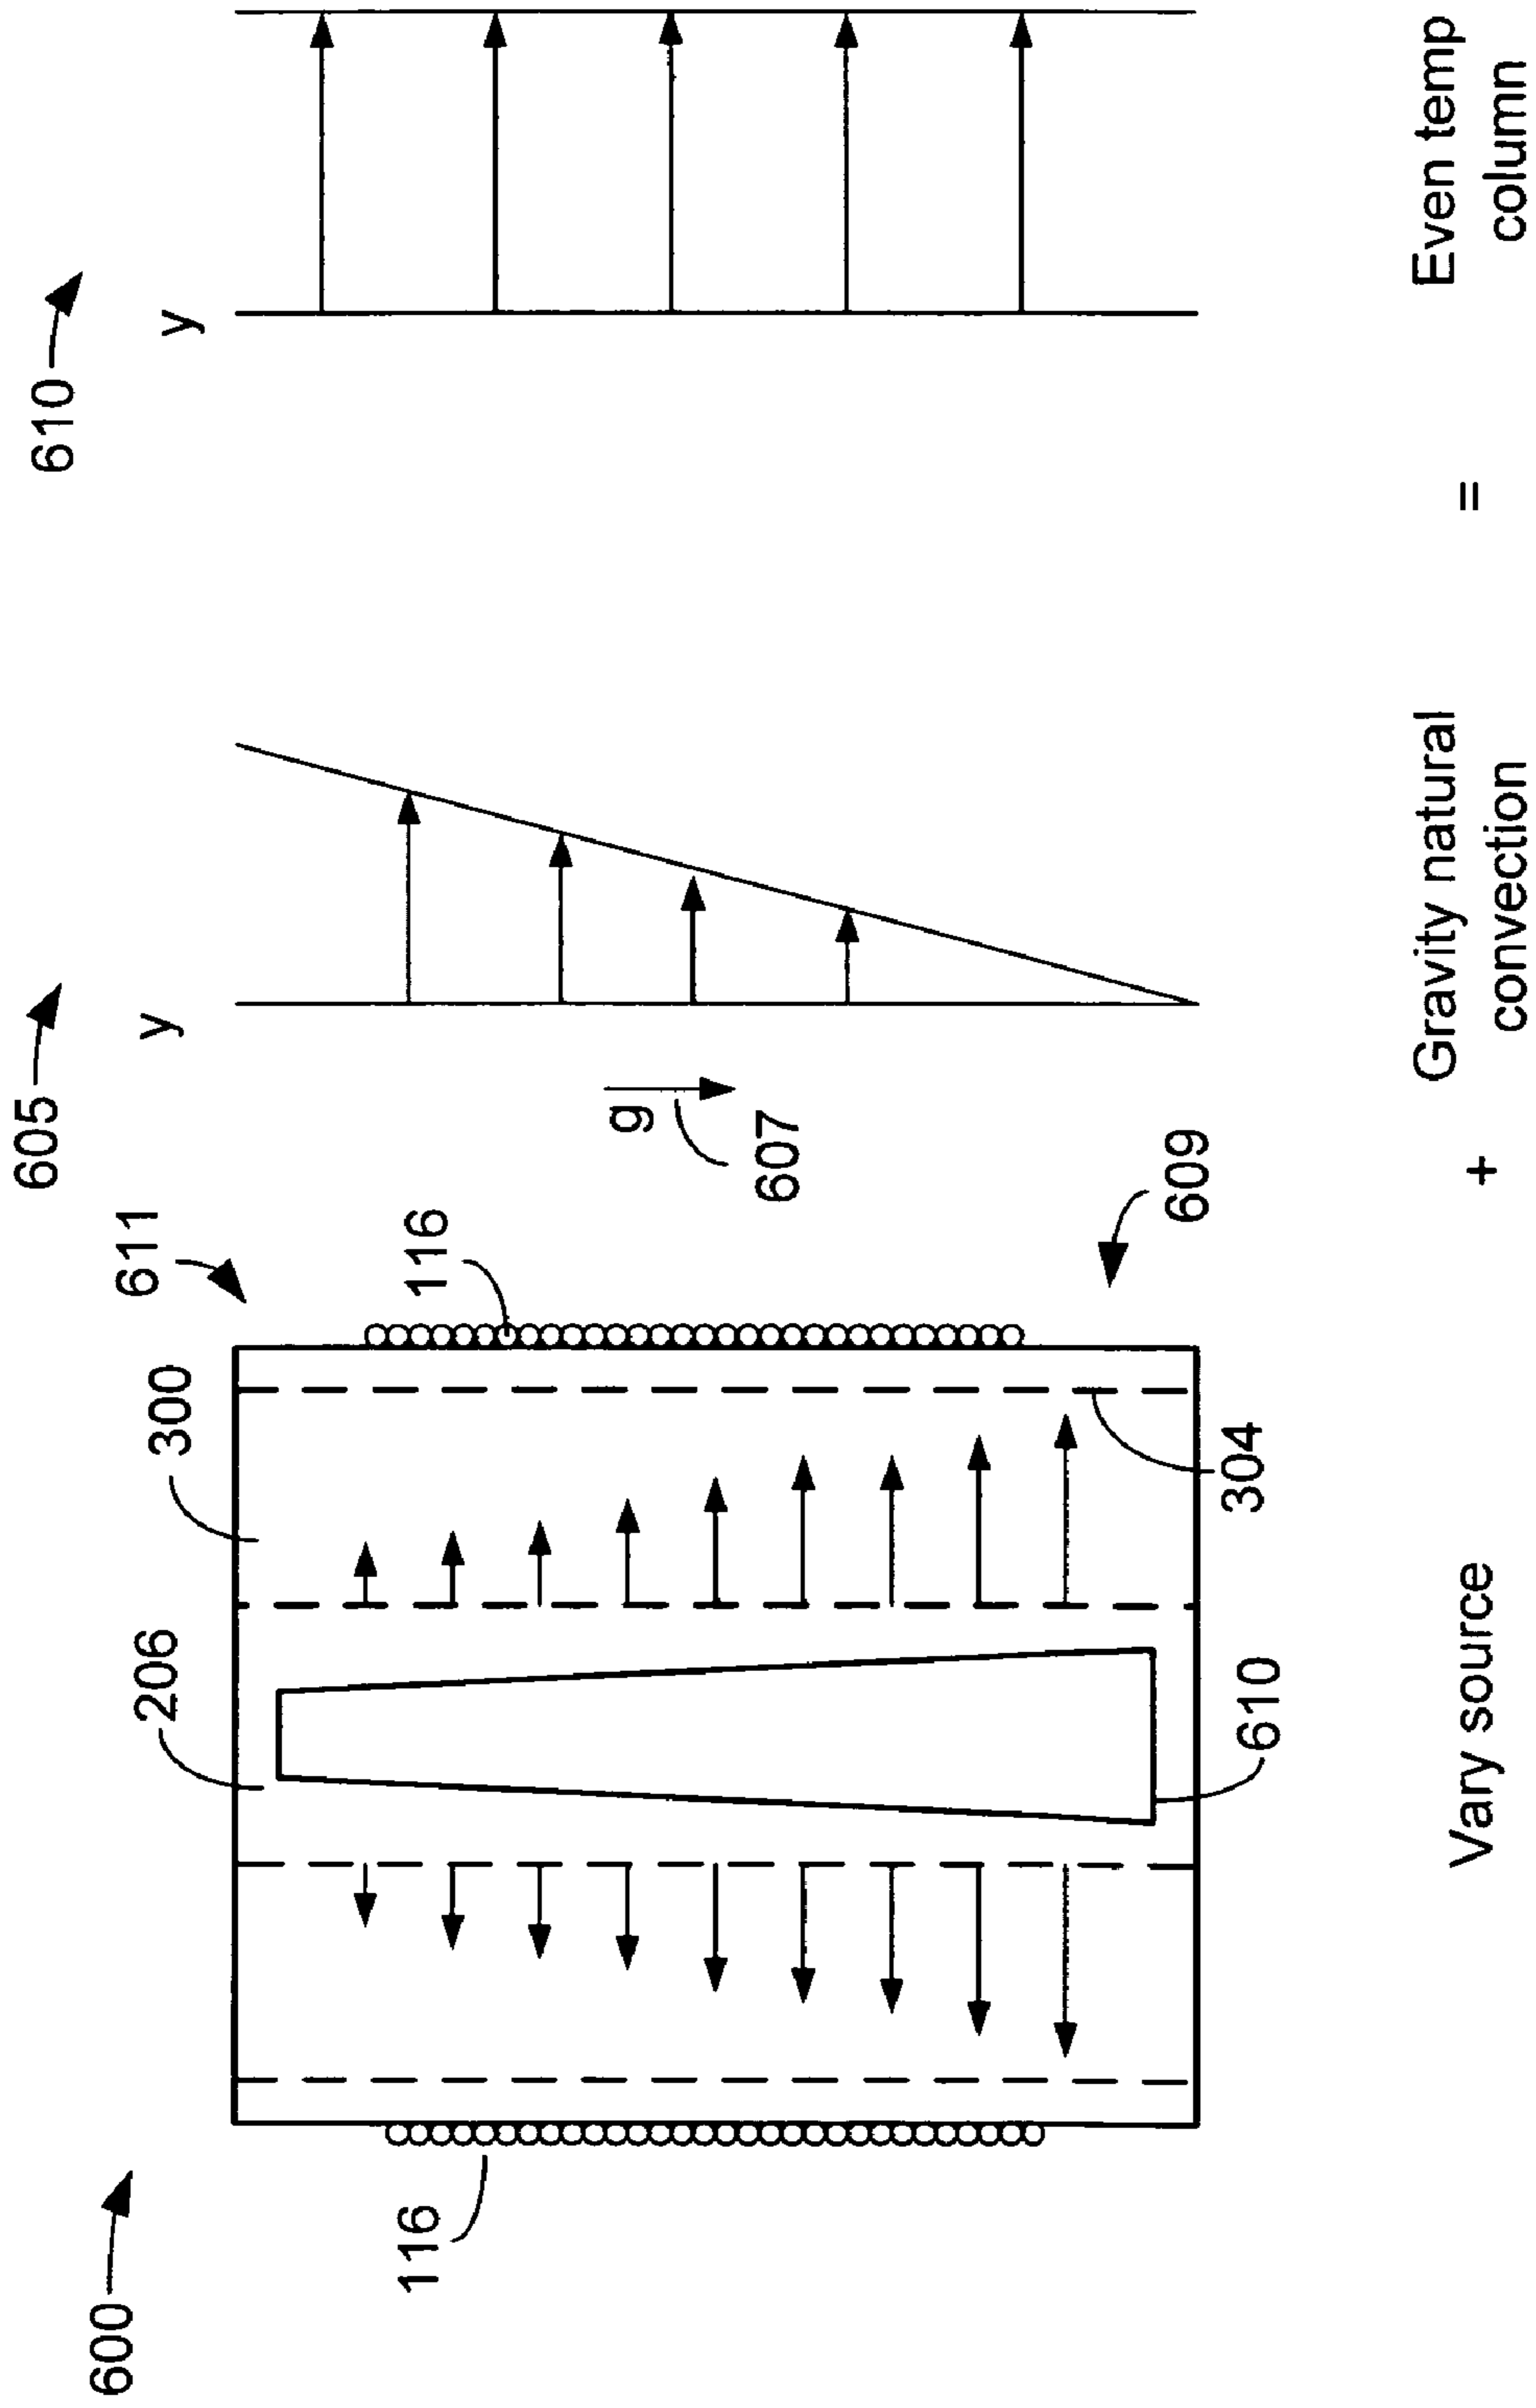 600
611
605
610
206
300
116
y
y
116
g
607
304
610
609
Vary source
+
Gravity natural
convection
=
Even temp
column